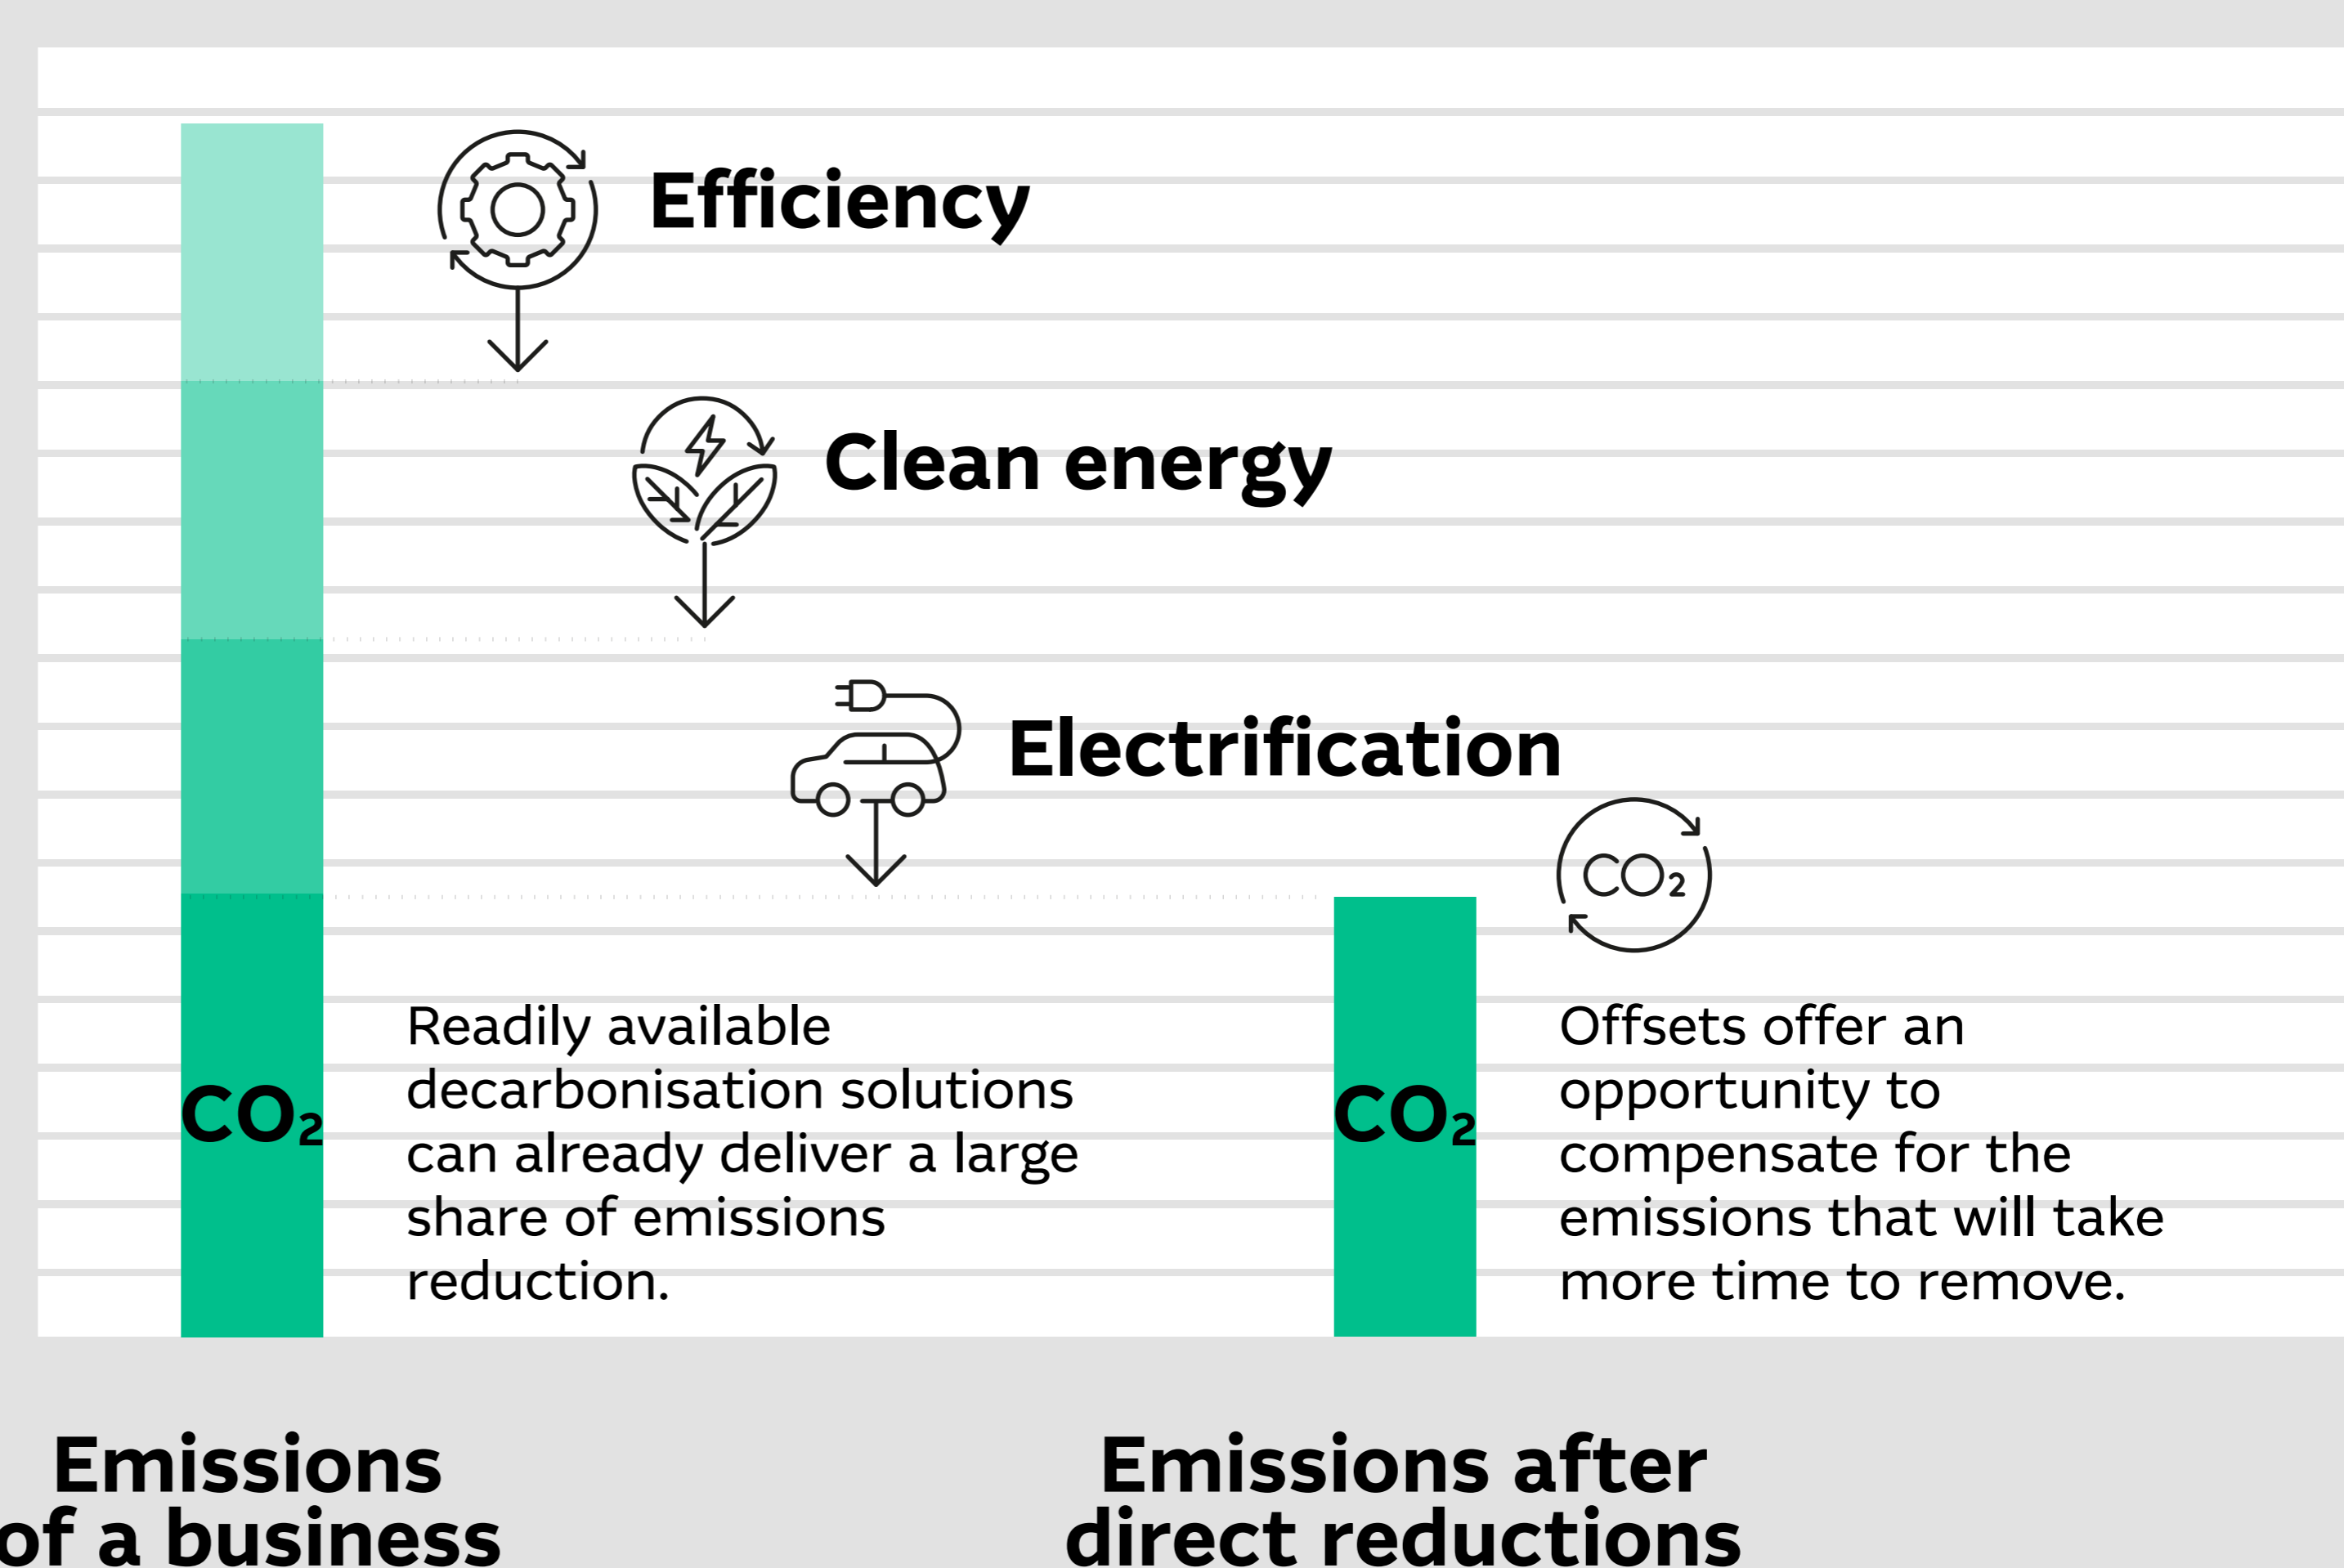 Efficiency
Clean energy
Electrification
CO₂
CO₂
Readily available
decarbonisation solutions
can already deliver a large
share of emissions
reduction.
CO₂
Offsets offer an
opportunity to
compensate for the
emissions that will take
more time to remove.
Emissions
of a business
Emissions after
direct reductions